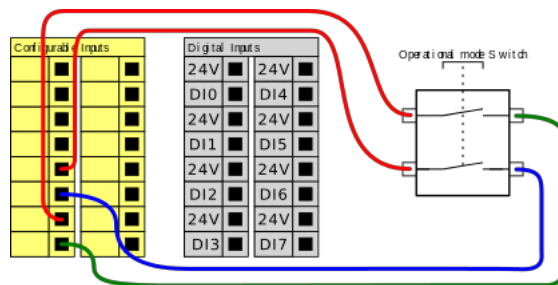 Configurable Inputs
Digital Inputs
Operational mode Switch
24V 24V
DI0 DI4
24V 24V
DI1 DI5
24V 24V
DI2 DI6
24V 24V
DI3 DI7